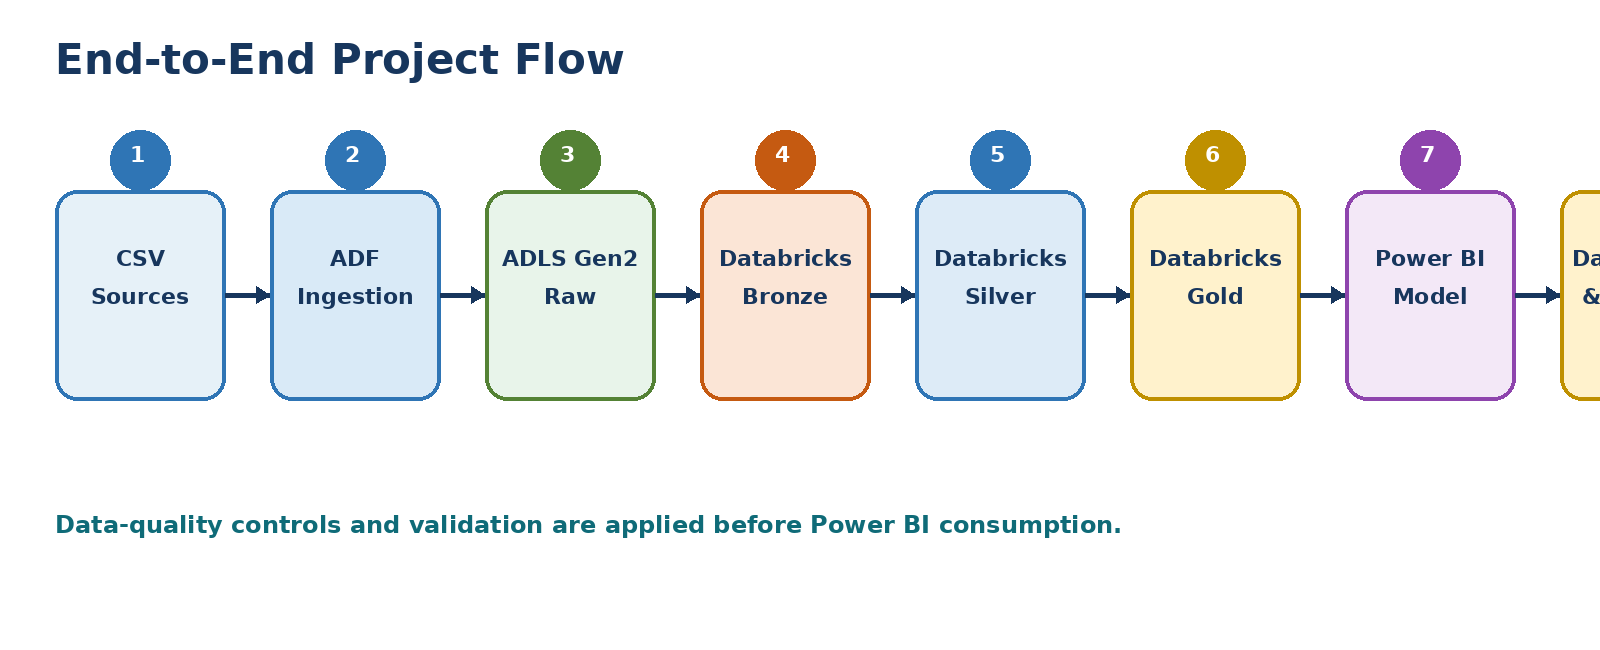 End-to-End Project Flow
1
2
3
4
5
6
7
CSV
Sources
ADF
Ingestion
ADLS Gen2
Raw
Databricks
Bronze
Databricks
Silver
Databricks
Gold
Power BI
Model
&
Data-quality controls and validation are applied before Power BI consumption.